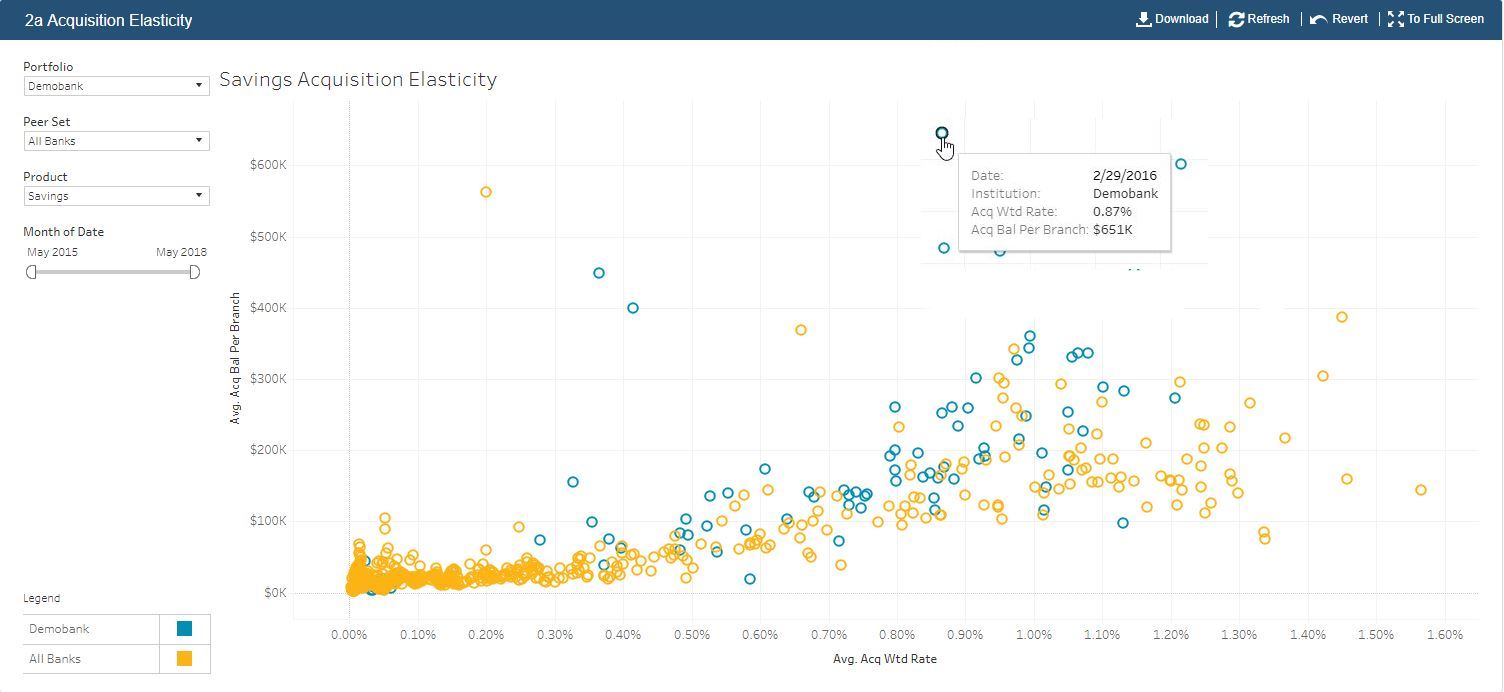 2a Acquisition Elasticity
Download
Refresh
Revert
To Full Screen
Portfolio
Demobank
Peer Set
All Banks
Product
Savings
Month of Date
May 2015 May 2018
Legend
Demobank
All Banks
Savings Acquisition Elasticity
Avg. Acq Bal Per Branch
$600K
$500K
$400K
$300K
$200K
$100K
$0K
Date: 2/29/2016
Institution: Demobank
Acq Wtd Rate: 0.87%
Acq Bal Per Branch: $651K
0.00% 0.10% 0.20% 0.30% 0.40% 0.50% 0.60% 0.70% 0.80% 0.90% 1.00% 1.10% 1.20% 1.30% 1.40% 1.50% 1.60%
Avg. Acq Wtd Rate